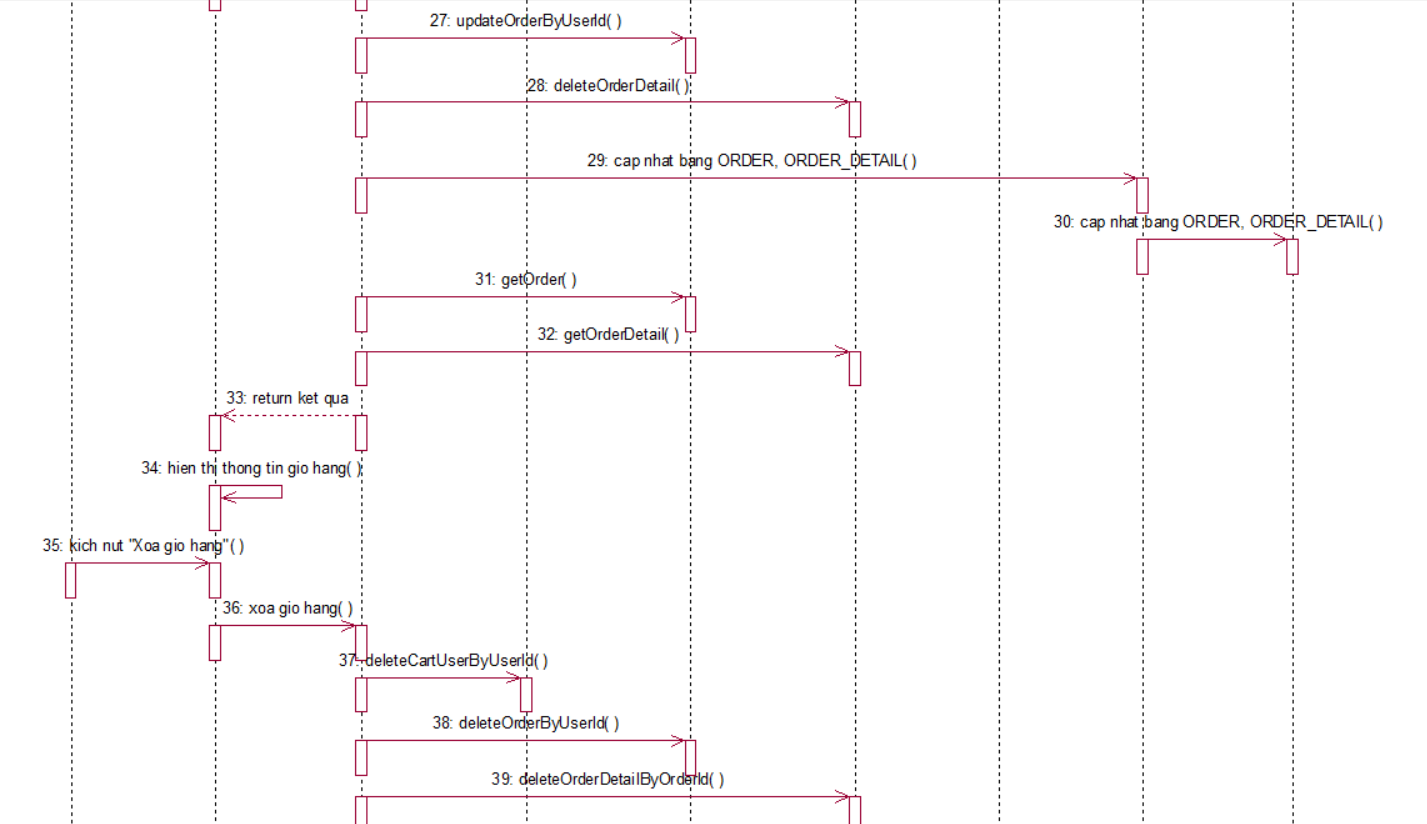 27: updateOrderByUserId( )
28: deleteOrderDetail( )
29: cap nhat bang ORDER, ORDER_DETAIL( )
30: cap nhat bang ORDER, ORDER_DETAIL( )
31: getOrder( )
32: getOrderDetail( )
33: return ket qua
34: hien thi thong tin gio hang( )
35: kich nut "Xoa gio hang"( )
36: xoa gio hang( )
37: deleteCartUserByUserId( )
38: deleteOrderByUserId( )
39: deleteOrderDetailByOrderId( )